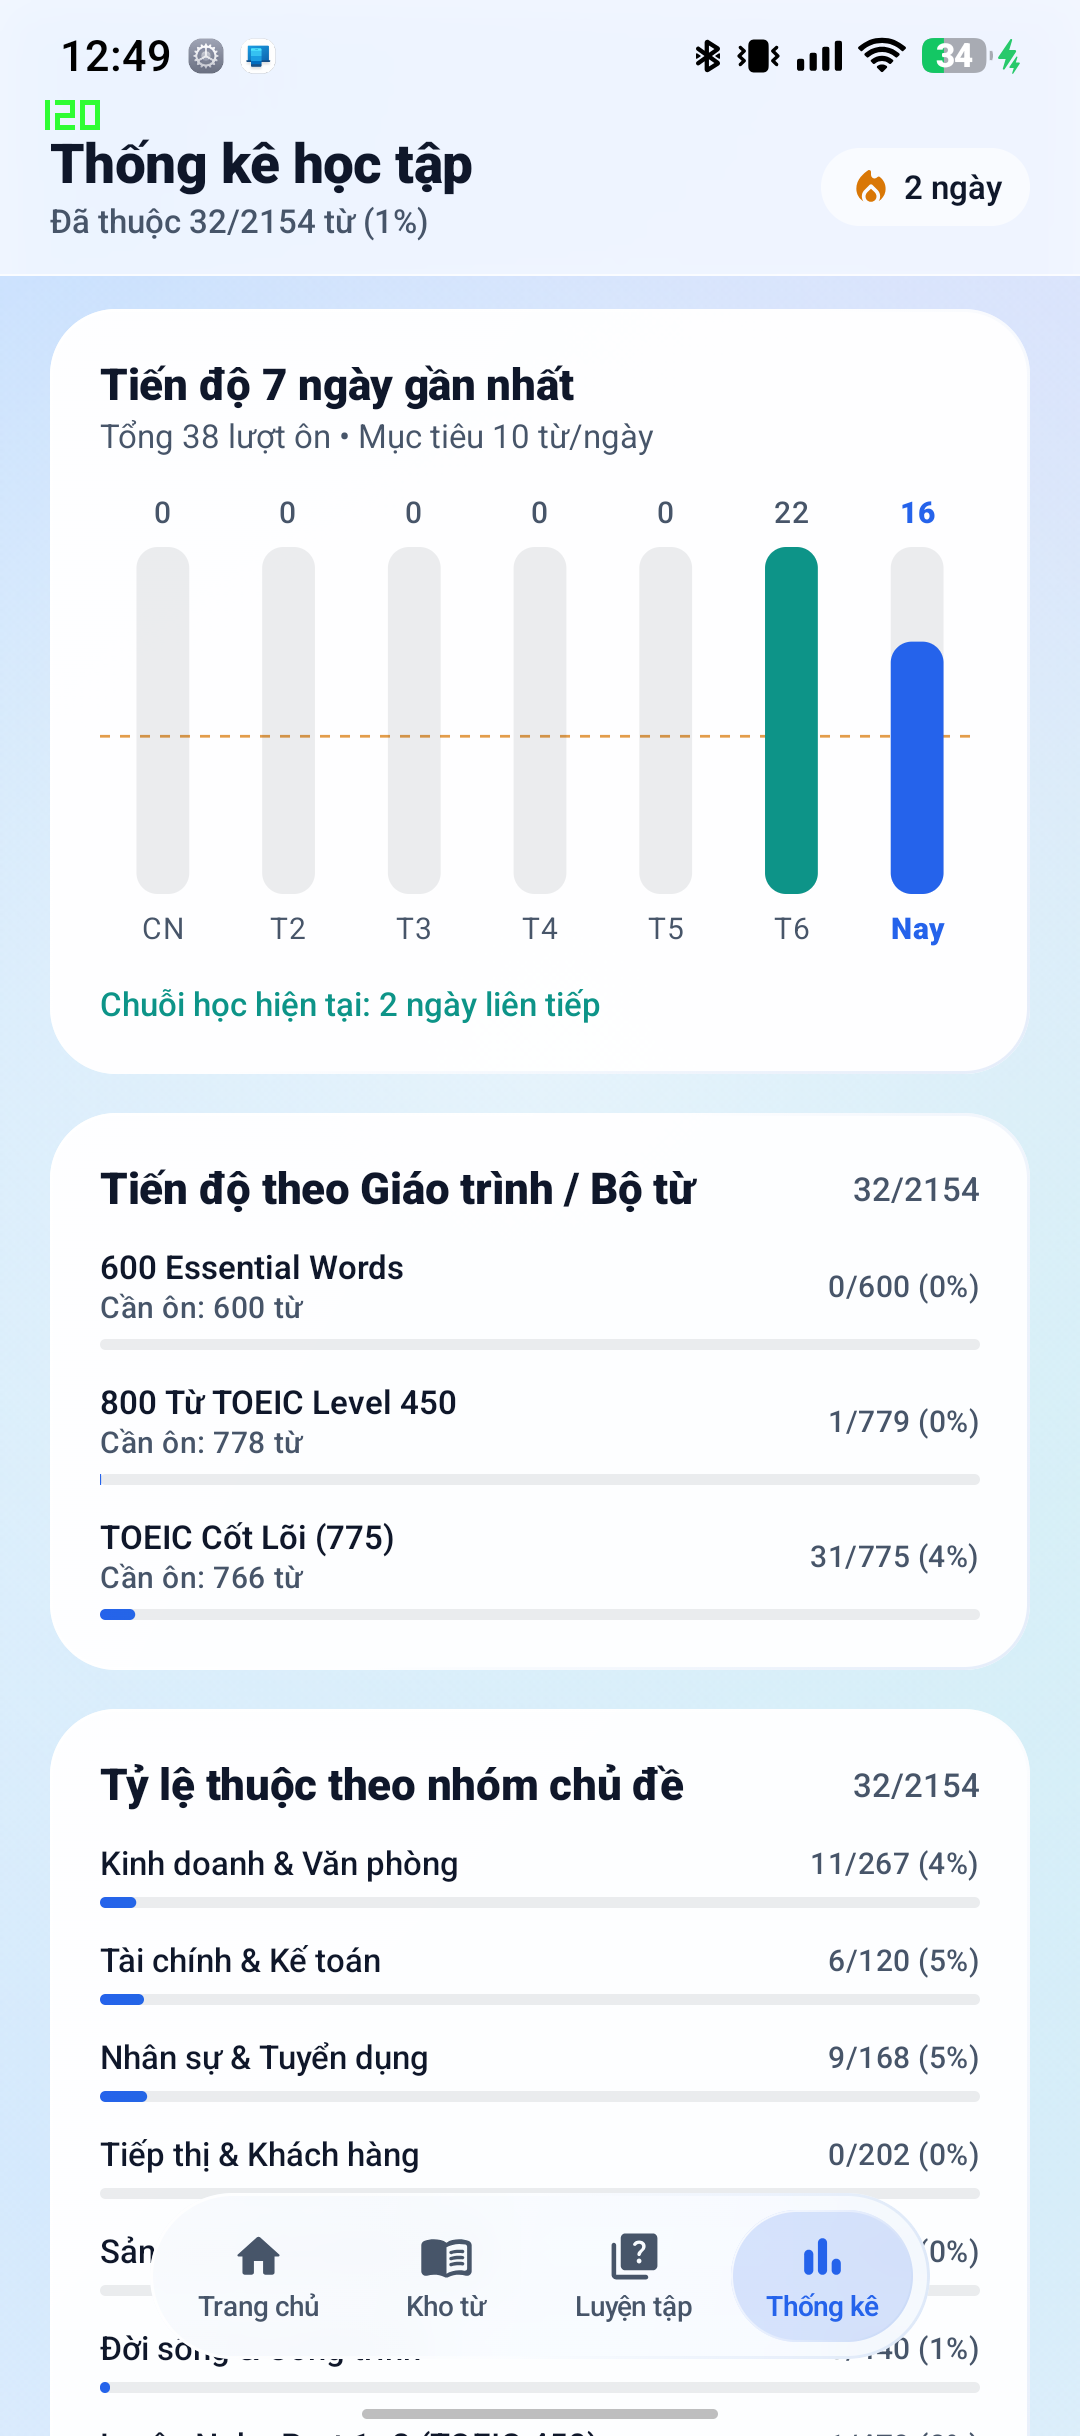 12:49
34
120
Thống kê học tập
Đã thuộc 32/2154 từ (1%)
2 ngày
Tiến độ 7 ngày gần nhất
Tổng 38 lượt ôn • Mục tiêu 10 từ/ngày
0 0 0 0 0 22 16
CN T2 T3 T4 T5 T6 Nay
Chuỗi học hiện tại: 2 ngày liên tiếp
Tiến độ theo Giáo trình / Bộ từ 32/2154
600 Essential Words
Cần ôn: 600 từ
0/600 (0%)
800 Từ TOEIC Level 450
Cần ôn: 778 từ
1/779 (0%)
TOEIC Cốt Lõi (775)
Cần ôn: 766 từ
31/775 (4%)
Tỷ lệ thuộc theo nhóm chủ đề 32/2154
Kinh doanh & Văn phòng 11/267 (4%)
Tài chính & Kế toán 6/120 (5%)
Nhân sự & Tuyển dụng 9/168 (5%)
Tiếp thị & Khách hàng 0/202 (0%)
Sản (0%)
Trang chủ Kho từ Luyện tập Thống kê
Đời sống (1%)